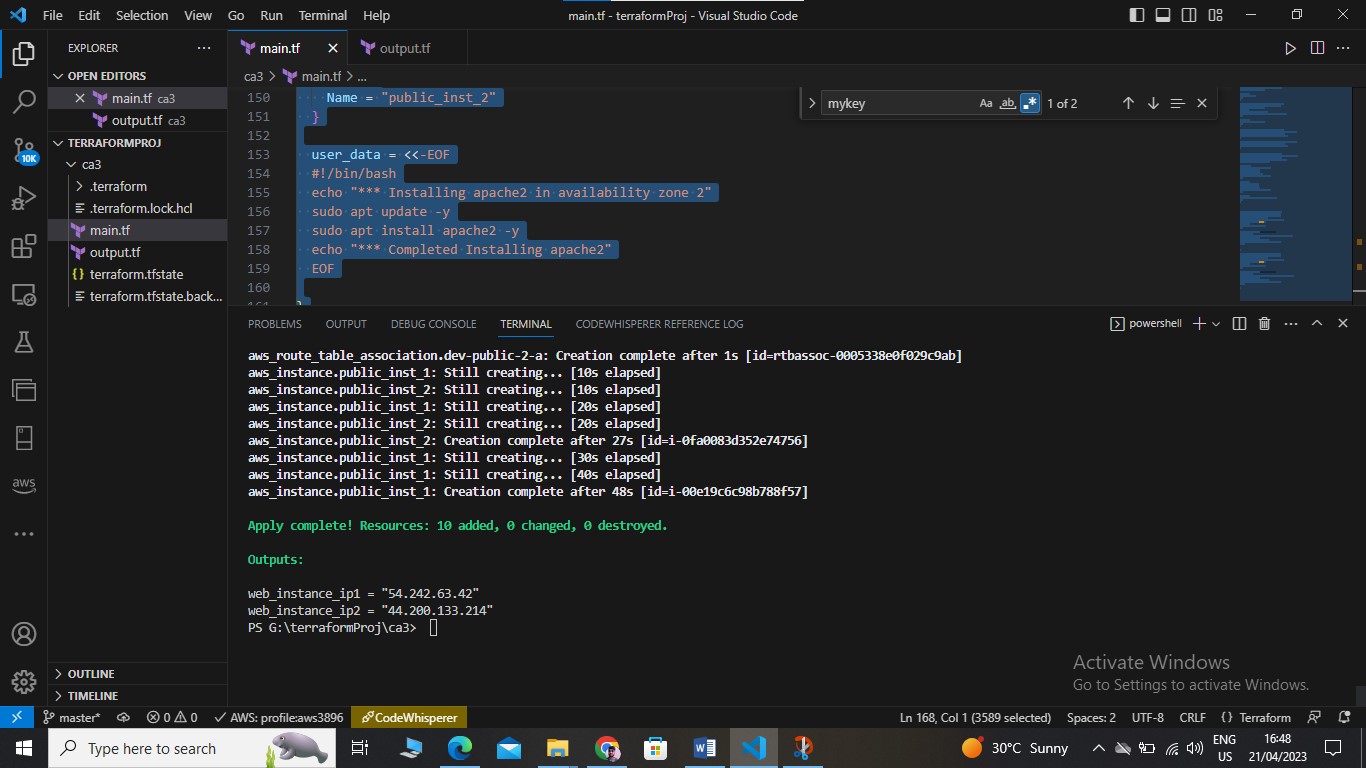 File Edit Selection View Go Run Terminal Help
main.tf - terraformProj - Visual Studio Code
EXPLORER
OPEN EDITORS
main.tf ca3
output.tf ca3
TERRAFORMPROJ
ca3
.terraform
.terraform.lock.hcl
main.tf
output.tf
terraform.tfstate
terraform.tfstate.back...
OUTLINE
TIMELINE
10K
aws
main.tf
output.tf
ca3 > main.tf > ...
mykey
Aa ab .* 1 of 2
150 Name = "public_inst_2"
151 }
152
153 user_data = <<-EOF
154 #!/bin/bash
155 echo "*** Installing apache2 in availability zone 2"
156 sudo apt update -y
157 sudo apt install apache2 -y
158 echo "*** Completed Installing apache2"
159 EOF
160
161 }
PROBLEMS OUTPUT DEBUG CONSOLE TERMINAL CODEWHISPERER REFERENCE LOG
powershell
aws_route_table_association.dev-public-2-a: Creation complete after 1s [id=rtbassoc-0005338e0f029c9ab]
aws_instance.public_inst_1: Still creating... [10s elapsed]
aws_instance.public_inst_2: Still creating... [10s elapsed]
aws_instance.public_inst_1: Still creating... [20s elapsed]
aws_instance.public_inst_2: Still creating... [20s elapsed]
aws_instance.public_inst_2: Creation complete after 27s [id=i-0fa0083d352e74756]
aws_instance.public_inst_1: Still creating... [30s elapsed]
aws_instance.public_inst_1: Still creating... [40s elapsed]
aws_instance.public_inst_1: Creation complete after 48s [id=i-00e19c6c98b788f57]
Apply complete! Resources: 10 added, 0 changed, 0 destroyed.
Outputs:
web_instance_ip1 = "54.242.63.42"
web_instance_ip2 = "44.200.133.214"
PS G:\terraformProj\ca3>
Activate Windows
Go to Settings to activate Windows.
master* 0 0 AWS: profile:aws3896 CodeWhisperer
Ln 168, Col 1 (3589 selected) Spaces: 2 UTF-8 CRLF {} Terraform
Type here to search
30°C Sunny
ENG
US
16:48
21/04/2023